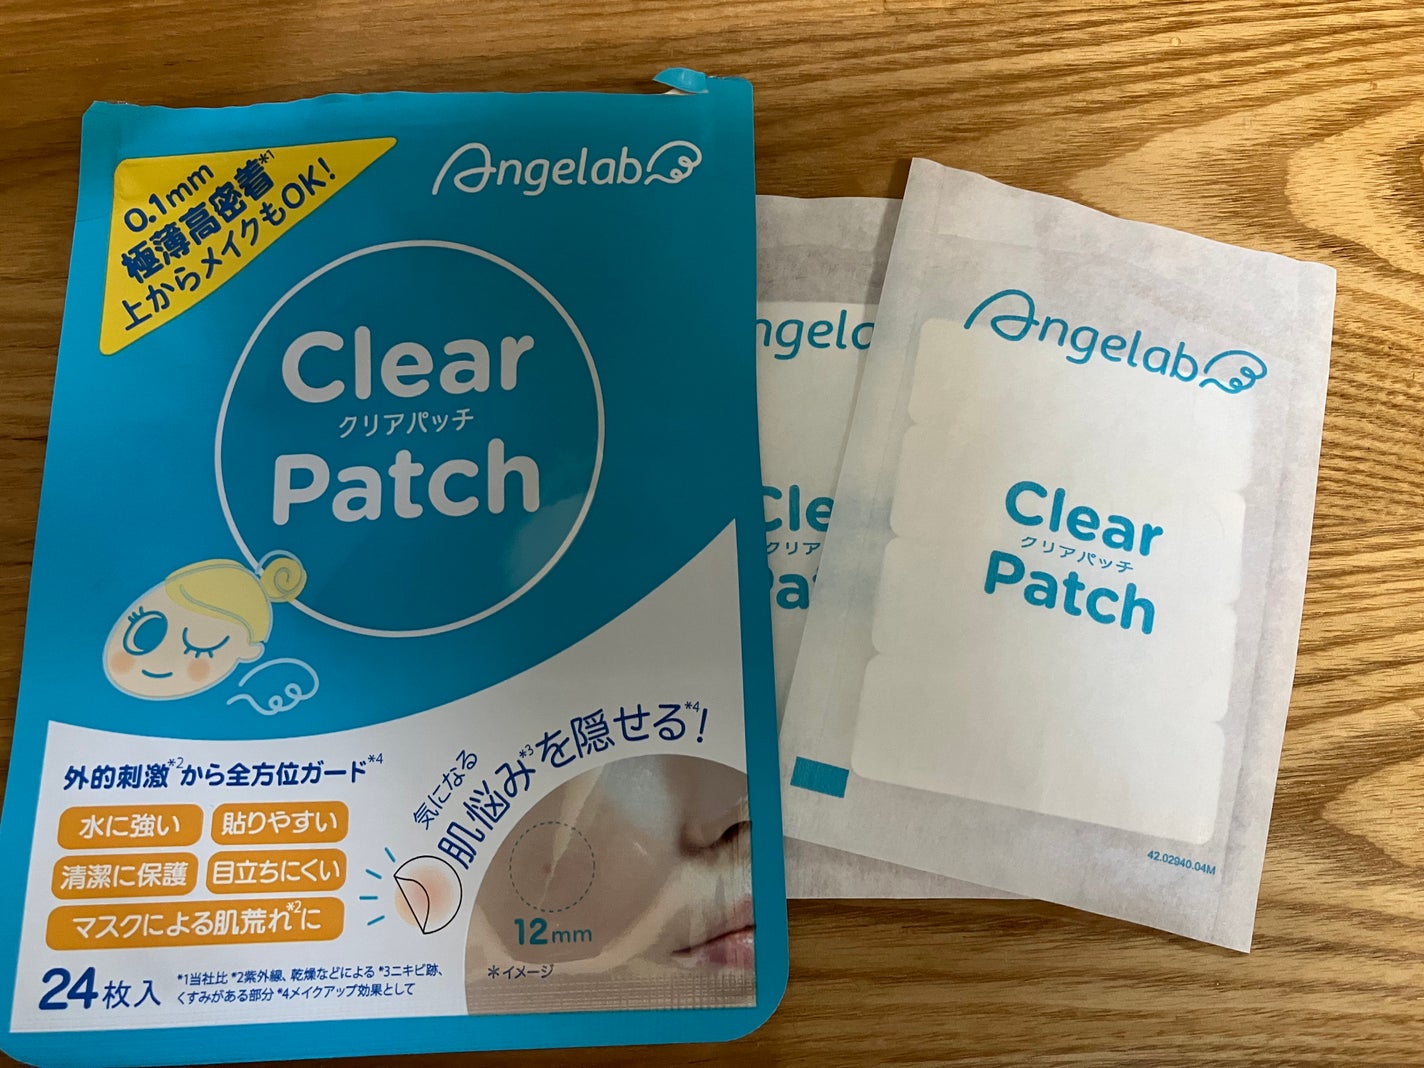 0.1mm
極薄高密着*1
上からメイクもOK!
Angelab
Clear
クリアパッチ
Patch
外的刺激*2から全方位ガード*4
水に強い
貼りやすい
清潔に保護
目立ちにくい
マスクによる肌荒れ*2に
24枚入
*1当社比 *2紫外線、乾燥などによる *3ニキビ跡、
くすみがある部分 *4メイクアップ効果として
気になる
肌悩み*3を隠せる*4!
12mm
*イメージ
ngela
Cle
クリア
Pat
Angelab
Clear
クリアパッチ
Patch
42.02940.04M